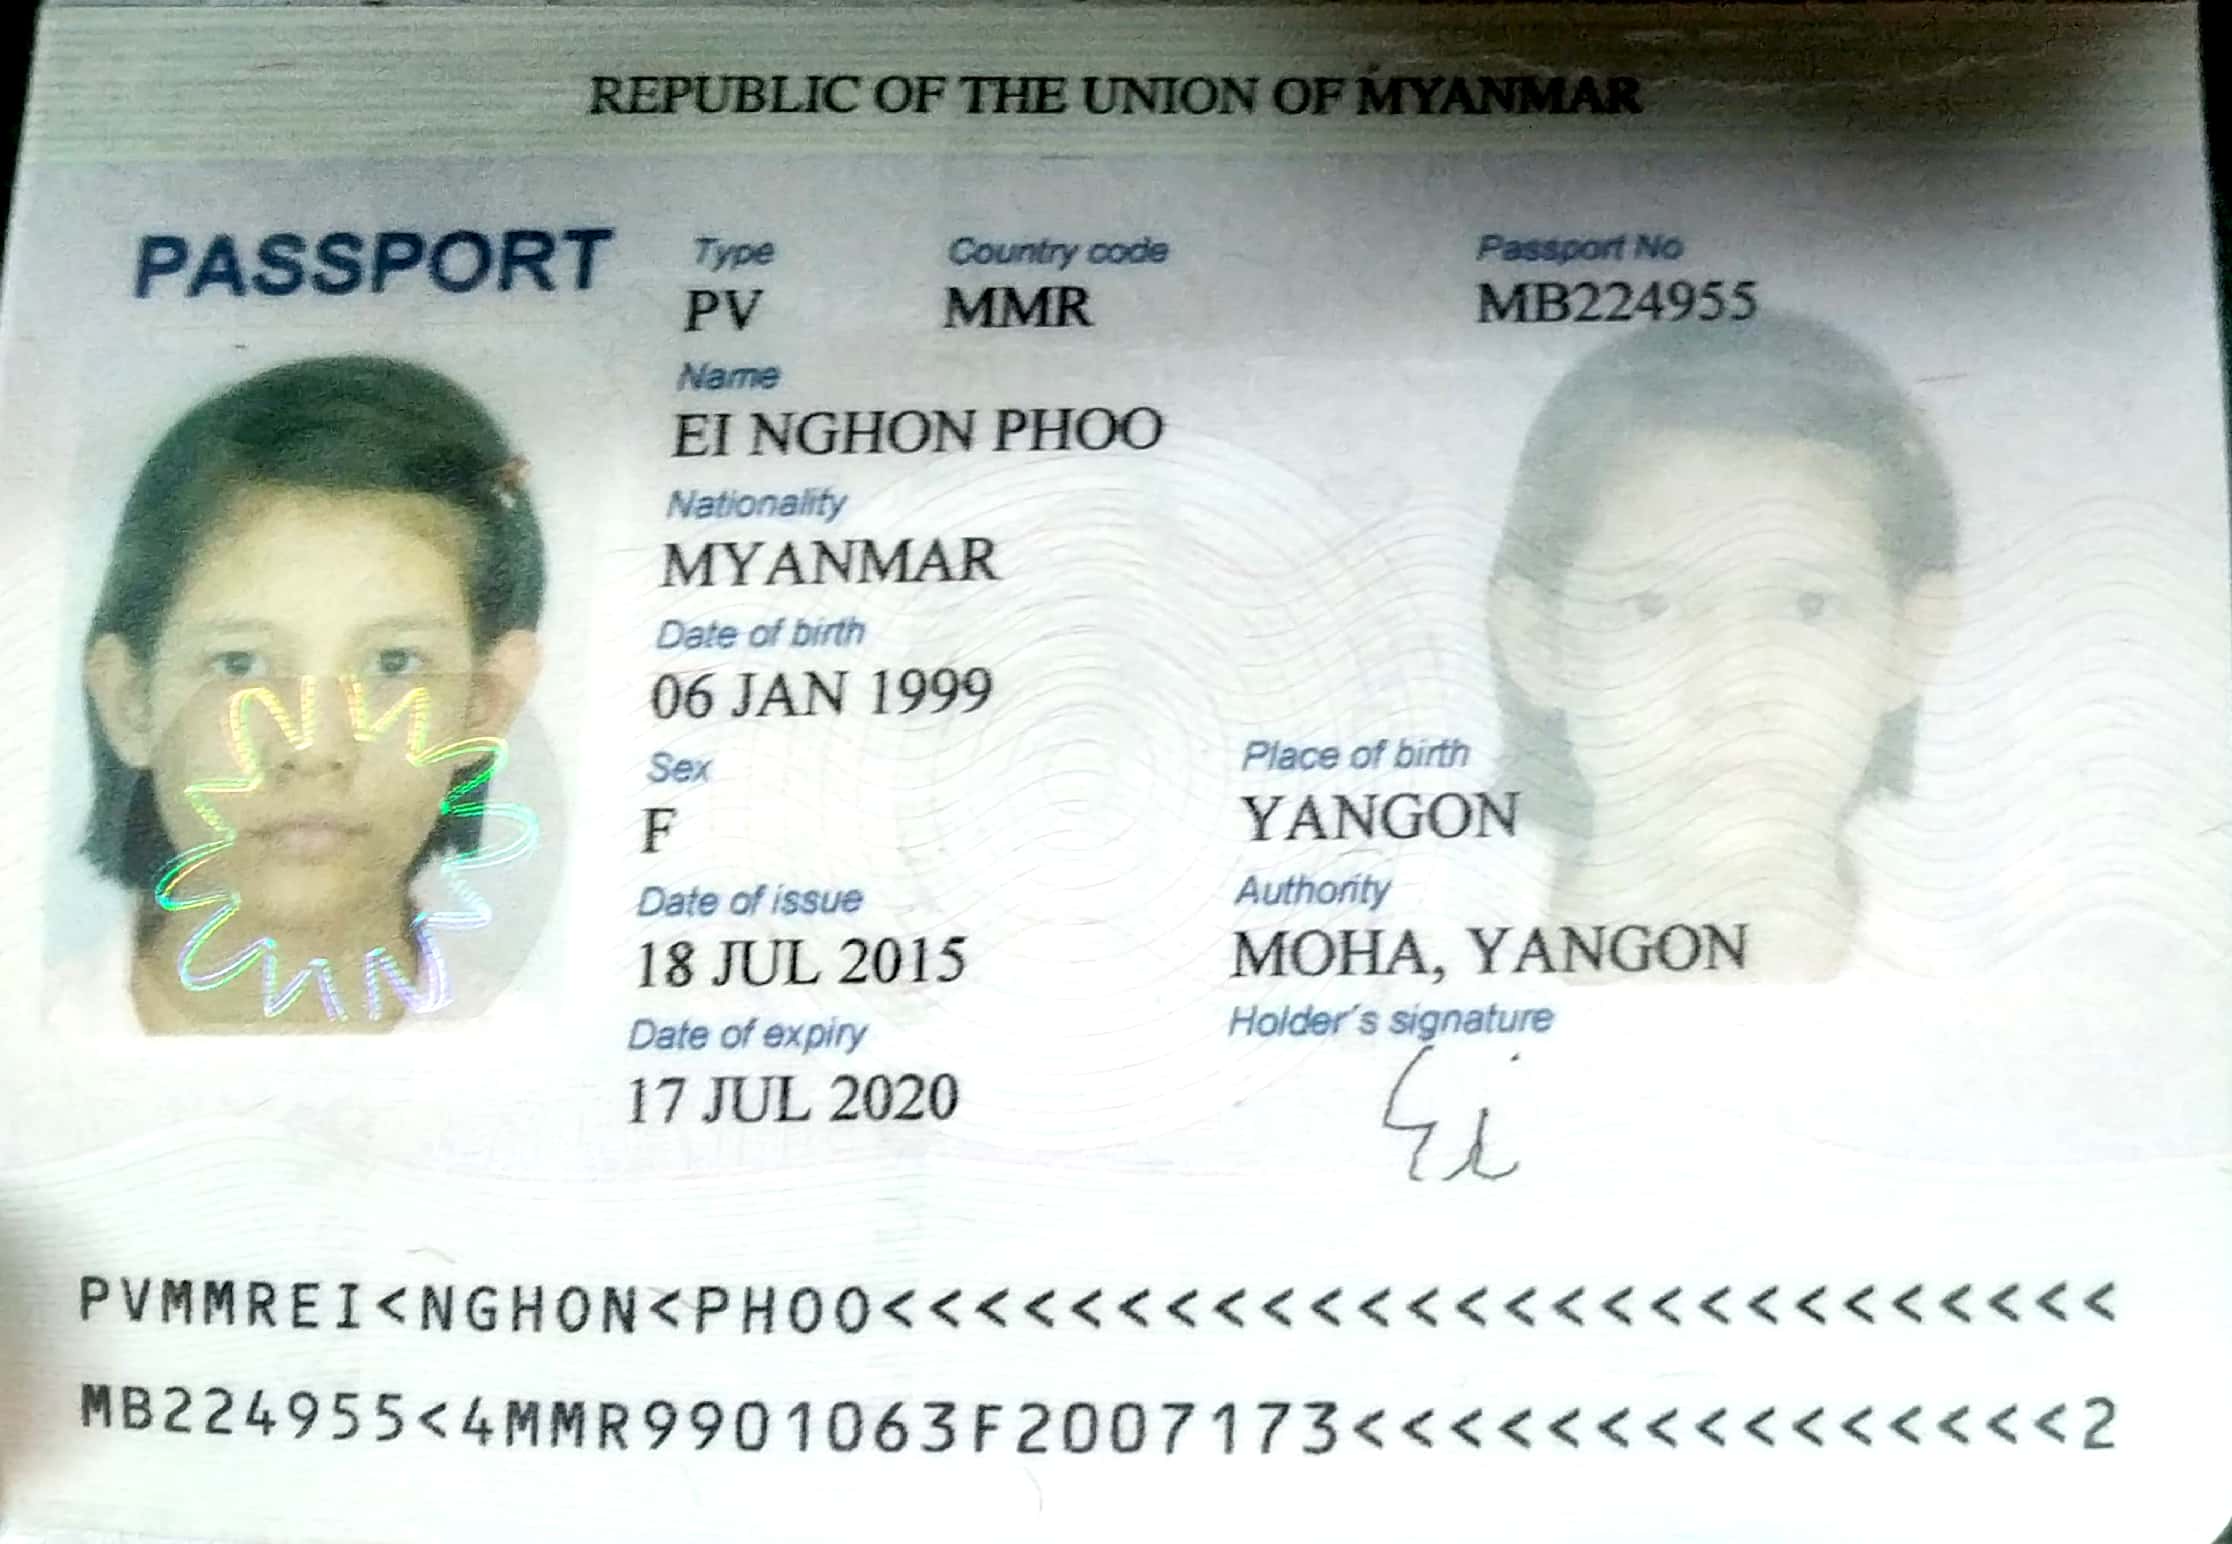 REPUBLIC OF THE UNION OF MYANMAR
PASSPORT
Type Country code Passport No
PV MMR MB224955
Name
EI NGHON PHOO
Nationality
MYANMAR
Date of birth
06 JAN 1999
Sex Place of birth
F YANGON
Date of issue Authority
18 JUL 2015 MOHA, YANGON
Date of expiry Holder's signature
17 JUL 2020 Ei
PVMMREI<NGHON<PHOO<<<<<<<<<<<<<<<<<<<<<<<<<<
MB224955<4MMR9901063F2007173<<<<<<<<<<<<<<<2